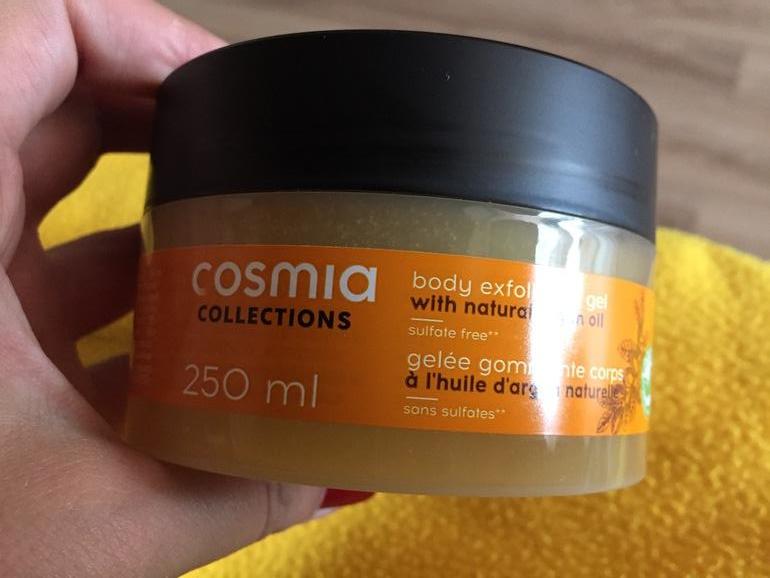 cosmia
COLLECTIONS
250 ml
body gel
with natural oil
sulfate free**
gelée corps
à l'huile naturelle
sans sulfates**